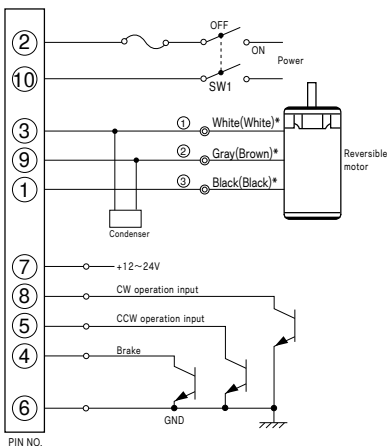 OFF
②
ON
Power
⑩
SW1
③ ① White(White)*
⑨ ② Gray(Brown)*
Reversible
motor
① ③ Black(Black)*
Condenser
⑦ +12～24V
⑧ CW operation input
⑤ CCW operation input
④ Brake
⑥
GND
PIN NO.